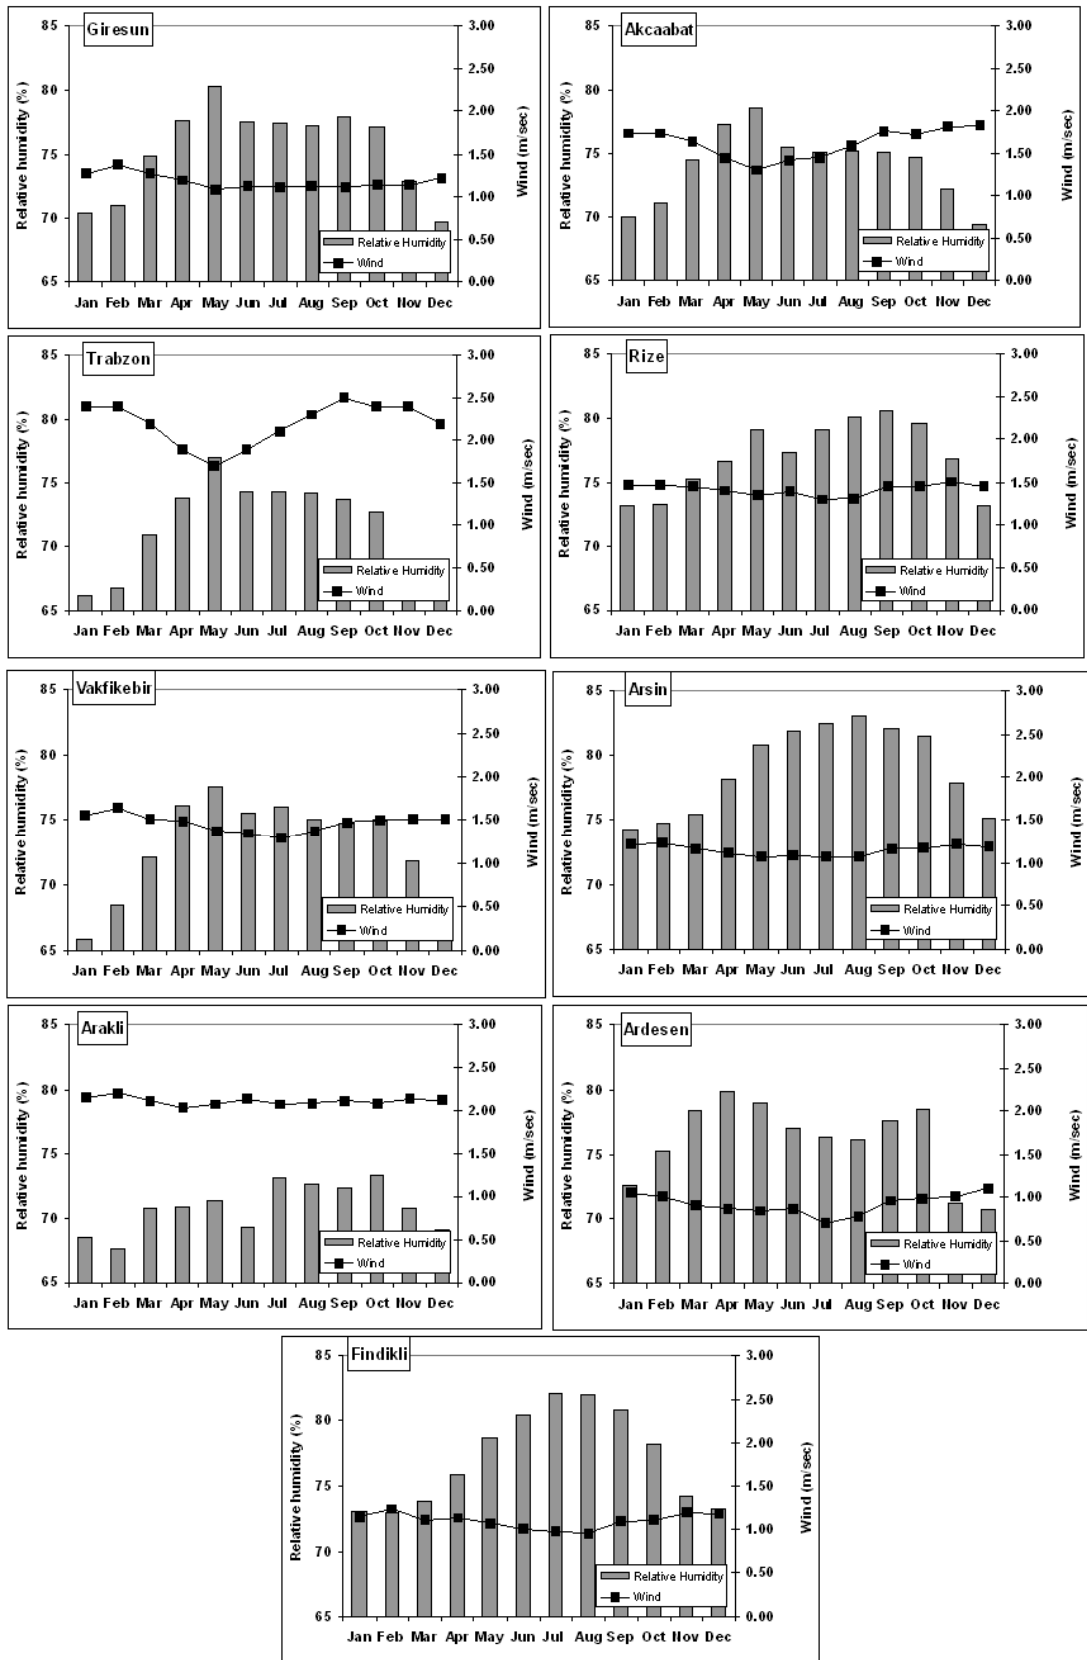 Giresun
Relative humidity (%)
85
80
75
70
65
3.00
2.50
2.00
1.50
1.00
0.50
0.00
Wind (m/sec)
Relative Humidity
Wind
Jan Feb Mar Apr May Jun Jul Aug Sep Oct Nov Dec
Akcaabat
Relative humidity (%)
85
80
75
70
65
3.00
2.50
2.00
1.50
1.00
0.50
0.00
Wind (m/sec)
Relative Humidity
Wind
Jan Feb Mar Apr May Jun Jul Aug Sep Oct Nov Dec
Trabzon
Relative humidity (%)
85
80
75
70
65
3.00
2.50
2.00
1.50
1.00
0.50
0.00
Wind (m/sec)
Relative Humidity
Wind
Jan Feb Mar Apr May Jun Jul Aug Sep Oct Nov Dec
Rize
Relative humidity (%)
85
80
75
70
65
3.00
2.50
2.00
1.50
1.00
0.50
0.00
Wind (m/sec)
Relative Humidity
Wind
Jan Feb Mar Apr May Jun Jul Aug Sep Oct Nov Dec
Vakfikebir
Relative humidity (%)
85
80
75
70
65
3.00
2.50
2.00
1.50
1.00
0.50
0.00
Wind (m/sec)
Relative Humidity
Wind
Jan Feb Mar Apr May Jun Jul Aug Sep Oct Nov Dec
Arsin
Relative humidity (%)
85
80
75
70
65
3.00
2.50
2.00
1.50
1.00
0.50
0.00
Wind (m/sec)
Relative Humidity
Wind
Jan Feb Mar Apr May Jun Jul Aug Sep Oct Nov Dec
Arakli
Relative humidity (%)
85
80
75
70
65
3.00
2.50
2.00
1.50
1.00
0.50
0.00
Wind (m/sec)
Relative Humidity
Wind
Jan Feb Mar Apr May Jun Jul Aug Sep Oct Nov Dec
Ardesen
Relative humidity (%)
85
80
75
70
65
3.00
2.50
2.00
1.50
1.00
0.50
0.00
Wind (m/sec)
Relative Humidity
Wind
Jan Feb Mar Apr May Jun Jul Aug Sep Oct Nov Dec
Findikli
Relative humidity (%)
85
80
75
70
65
3.00
2.50
2.00
1.50
1.00
0.50
0.00
Wind (m/sec)
Relative Humidity
Wind
Jan Feb Mar Apr May Jun Jul Aug Sep Oct Nov Dec